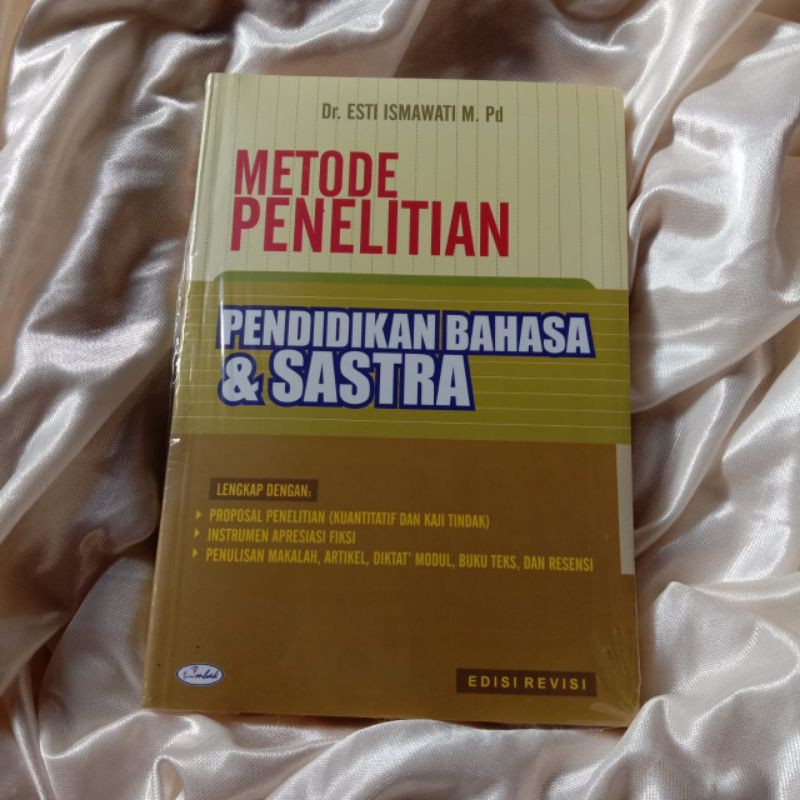 Dr. ESTI ISMAWATI M. Pd
METODE
PENELITIAN
PENDIDIKAN BAHASA
& SASTRA
LENGKAP DENGAN:
PROPOSAL PENELITIAN (KUANTITATIF DAN KAJI TINDAK)
INSTRUMEN APRESIASI FIKSI
PENULISAN MAKALAH, ARTIKEL, DIKTAT' MODUL, BUKU TEKS, DAN RESENSI
EDISI REVISI